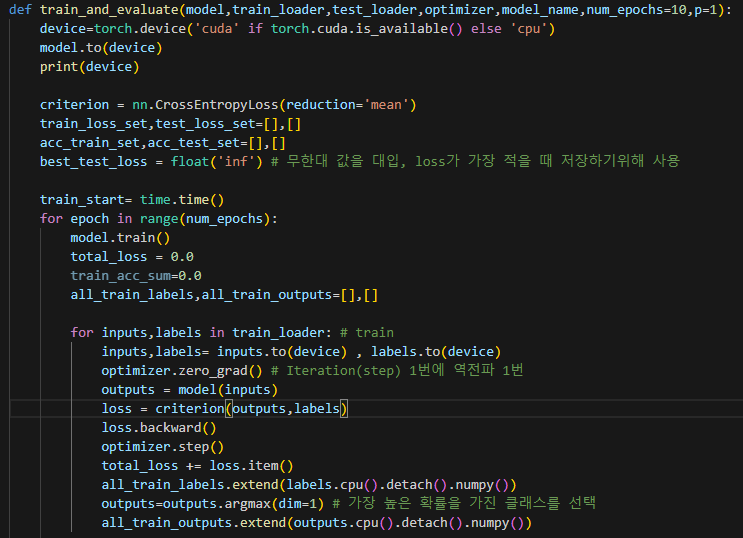 def train_and_evaluate(model,train_loader,test_loader,optimizer,model_name,num_epochs=10,p=1):
device=torch.device('cuda' if torch.cuda.is_available() else 'cpu')
model.to(device)
print(device)
criterion = nn.CrossEntropyLoss(reduction='mean')
train_loss_set,test_loss_set=[],[]
acc_train_set,acc_test_set=[],[]
best_test_loss = float('inf') # 무한대 값을 대입, loss가 가장 적을 때 저장하기위해 사용
train_start= time.time()
for epoch in range(num_epochs):
model.train()
total_loss = 0.0
train_acc_sum=0.0
all_train_labels,all_train_outputs=[],[]
for inputs,labels in train_loader: # train
inputs,labels= inputs.to(device) , labels.to(device)
optimizer.zero_grad() # Iteration(step) 1번에 역전파 1번
outputs = model(inputs)
loss = criterion(outputs,labels)
loss.backward()
optimizer.step()
total_loss += loss.item()
all_train_labels.extend(labels.cpu().detach().numpy())
outputs=outputs.argmax(dim=1) # 가장 높은 확률을 가진 클래스를 선택
all_train_outputs.extend(outputs.cpu().detach().numpy())